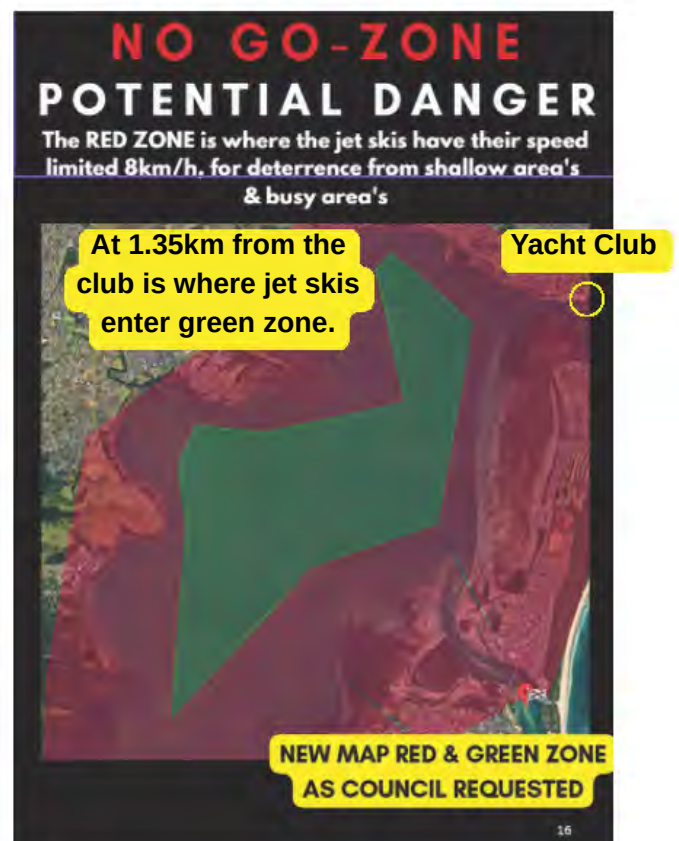 NO GO-ZONE
POTENTIAL DANGER
The RED ZONE is where the jet skis have their speed
limited 8km/h, for deterrence from shallow area's
& busy area's
At 1.35km from the
club is where jet skis
enter green zone.
Yacht Club
NEW MAP RED & GREEN ZONE
AS COUNCIL REQUESTED
16